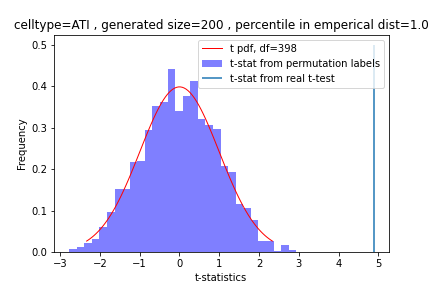 celltype=ATI , generated size=200 , percentile in emperical dist=1.0
t pdf, df=398
t-stat from permutation labels
t-stat from real t-test
Frequency
0.5
0.4
0.3
0.2
0.1
0.0
−3 −2 −1 0 1 2 3 4 5
t-statistics